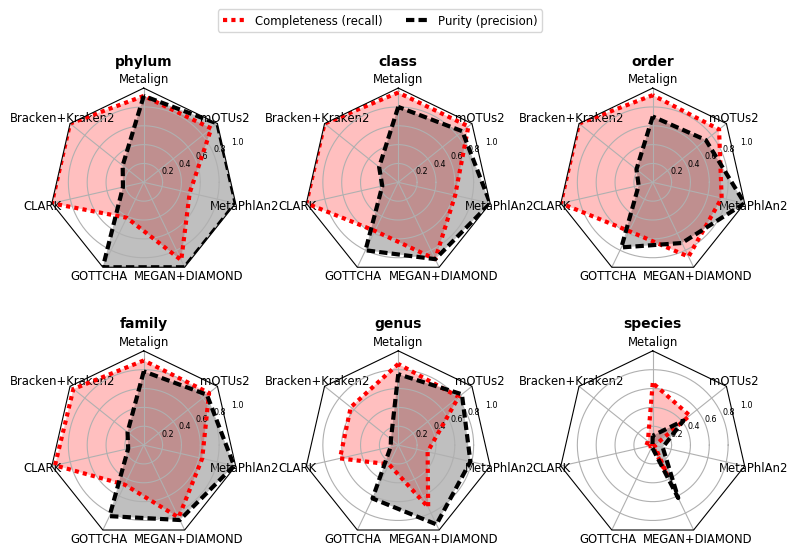 Completeness (recall) Purity (precision)
phylum
Metalign
Bracken+Kraken2
mOTUs2
0.2 0.4 0.6 0.8 1.0
CLARK
MetaPhlAn2
GOTTCHA MEGAN+DIAMOND
class
Metalign
Bracken+Kraken2
mOTUs2
0.2 0.4 0.6 0.8 1.0
CLARK
MetaPhlAn2
GOTTCHA MEGAN+DIAMOND
order
Metalign
Bracken+Kraken2
mOTUs2
0.2 0.4 0.6 0.8 1.0
CLARK
MetaPhlAn2
GOTTCHA MEGAN+DIAMOND
family
Metalign
Bracken+Kraken2
mOTUs2
0.2 0.4 0.6 0.8 1.0
CLARK
MetaPhlAn2
GOTTCHA MEGAN+DIAMOND
genus
Metalign
Bracken+Kraken2
mOTUs2
0.2 0.4 0.6 0.8 1.0
CLARK
MetaPhlAn2
GOTTCHA MEGAN+DIAMOND
species
Metalign
Bracken+Kraken2
mOTUs2
0.2 0.4 0.6 0.8 1.0
CLARK
MetaPhlAn2
GOTTCHA MEGAN+DIAMOND